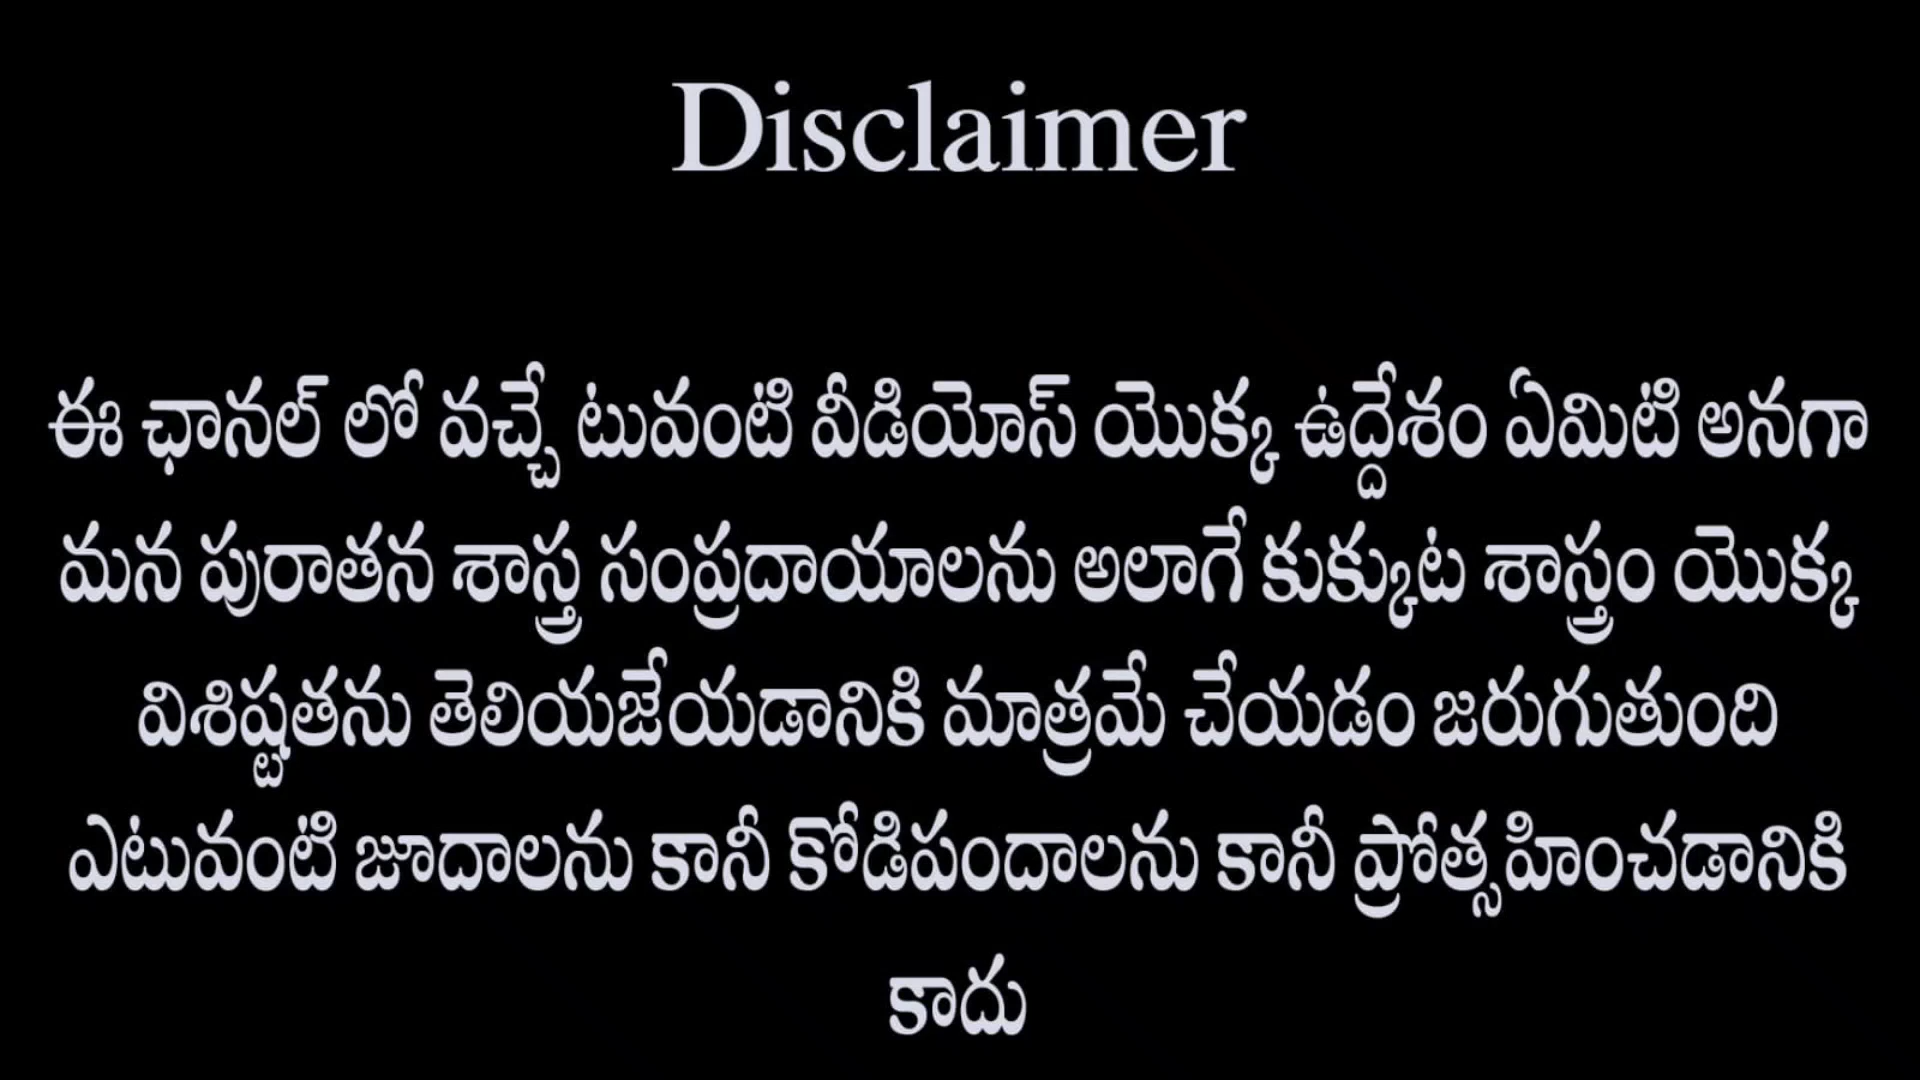 Disclaimer
ఈ ఛానల్ లో వచ్చే టువంటి వీడియోస్ యొక్క ఉద్దేశం ఏమిటి అనగా
మన పురాతన శాస్త్ర సంప్రదాయాలను అలాగే కుక్కుట శాస్త్రం యొక్క
విశిష్టతను తెలియజేయడానికి మాత్రమే చేయడం జరుగుతుంది
ఎటువంటి జూదాలను కానీ కోడిపందాలను కానీ ప్రోత్సహించడానికి
కాదు